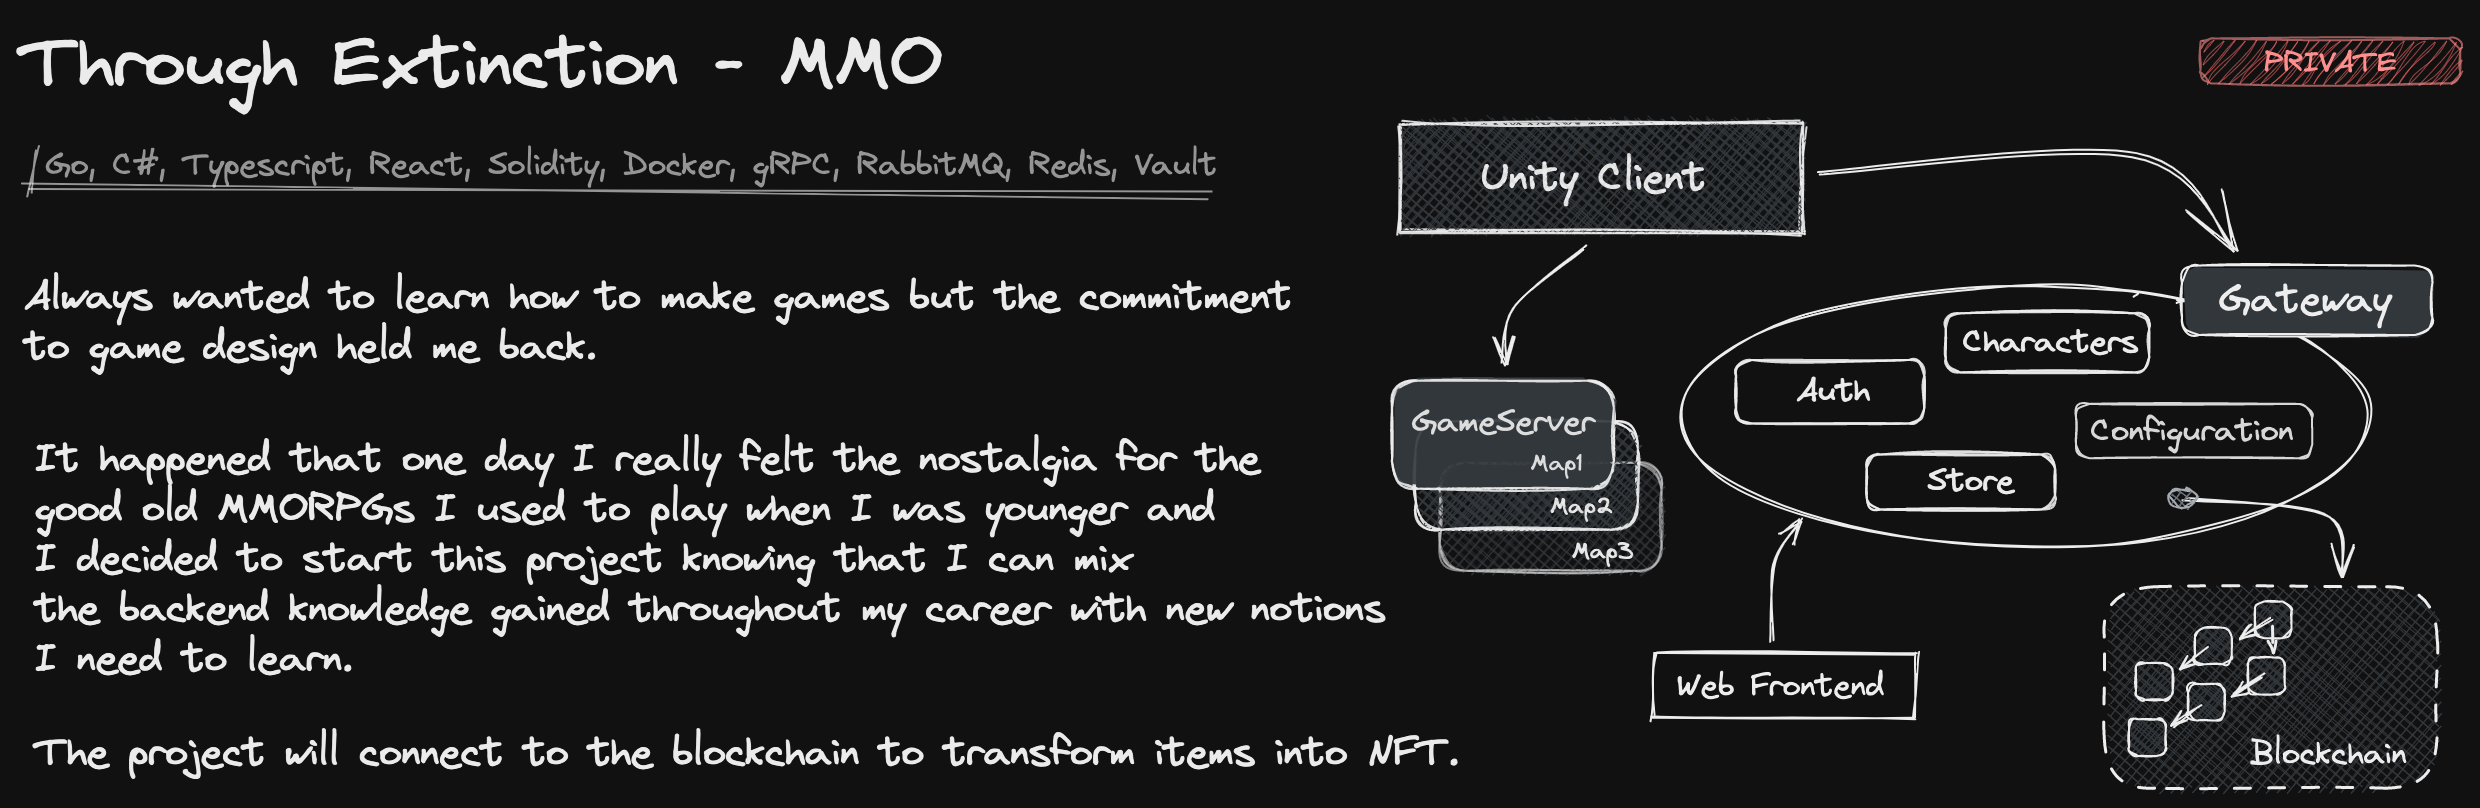 Through Extinction - MMO
PRIVATE
Go, C#, Typescript, React, Solidity, Docker, gRPC, RabbitMQ, Redis, Vault
Always wanted to learn how to make games but the commitment
to game design held me back.
It happened that one day I really felt the nostalgia for the
good old MMORPGs I used to play when I was younger and
I decided to start this project knowing that I can mix
the backend knowledge gained throughout my career with new notions
I need to learn.
The project will connect to the blockchain to transform items into NFT.
Unity Client
Gateway
Characters
Auth
Configuration
Store
GameServer
Map1
Map2
Map3
Web Frontend
Blockchain